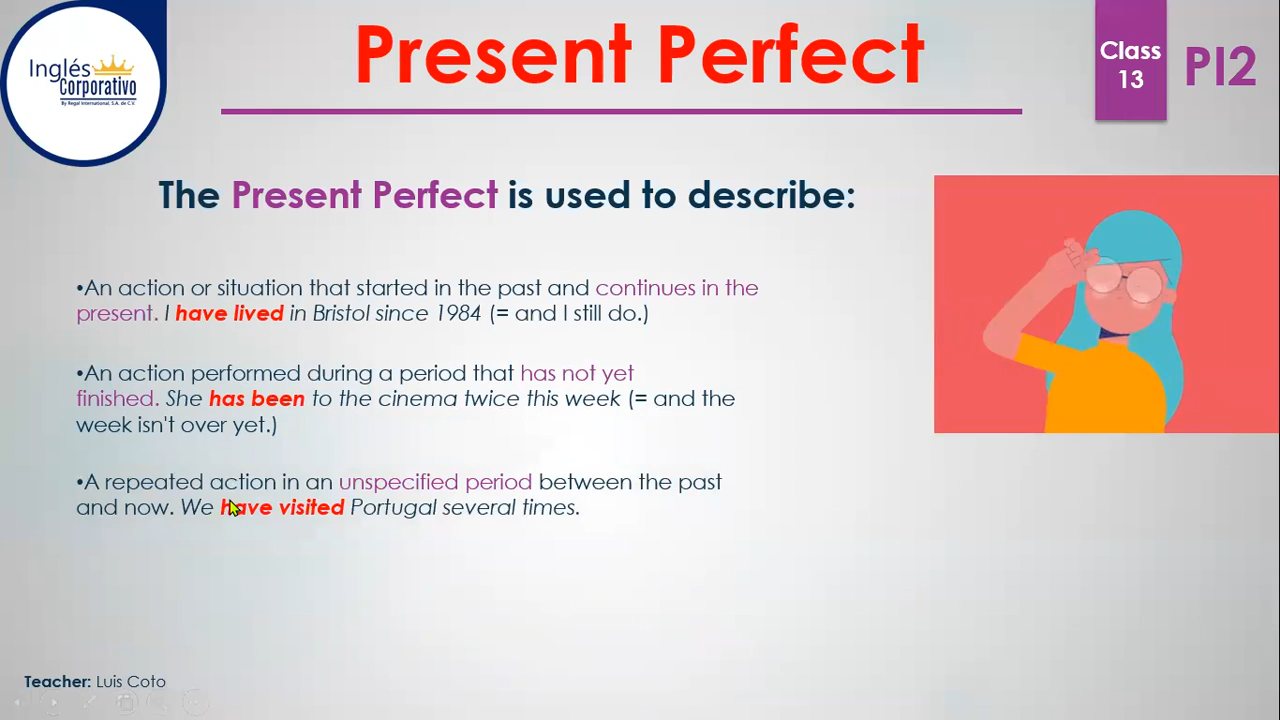 Inglés
Corporativo
By Regal International, S.A. de C.V.
Present Perfect
Class
13
PI2
The Present Perfect is used to describe:
•An action or situation that started in the past and continues in the
present. I have lived in Bristol since 1984 (= and I still do.)
•An action performed during a period that has not yet
finished. She has been to the cinema twice this week (= and the
week isn't over yet.)
•A repeated action in an unspecified period between the past
and now. We have visited Portugal several times.
Teacher: Luis Coto